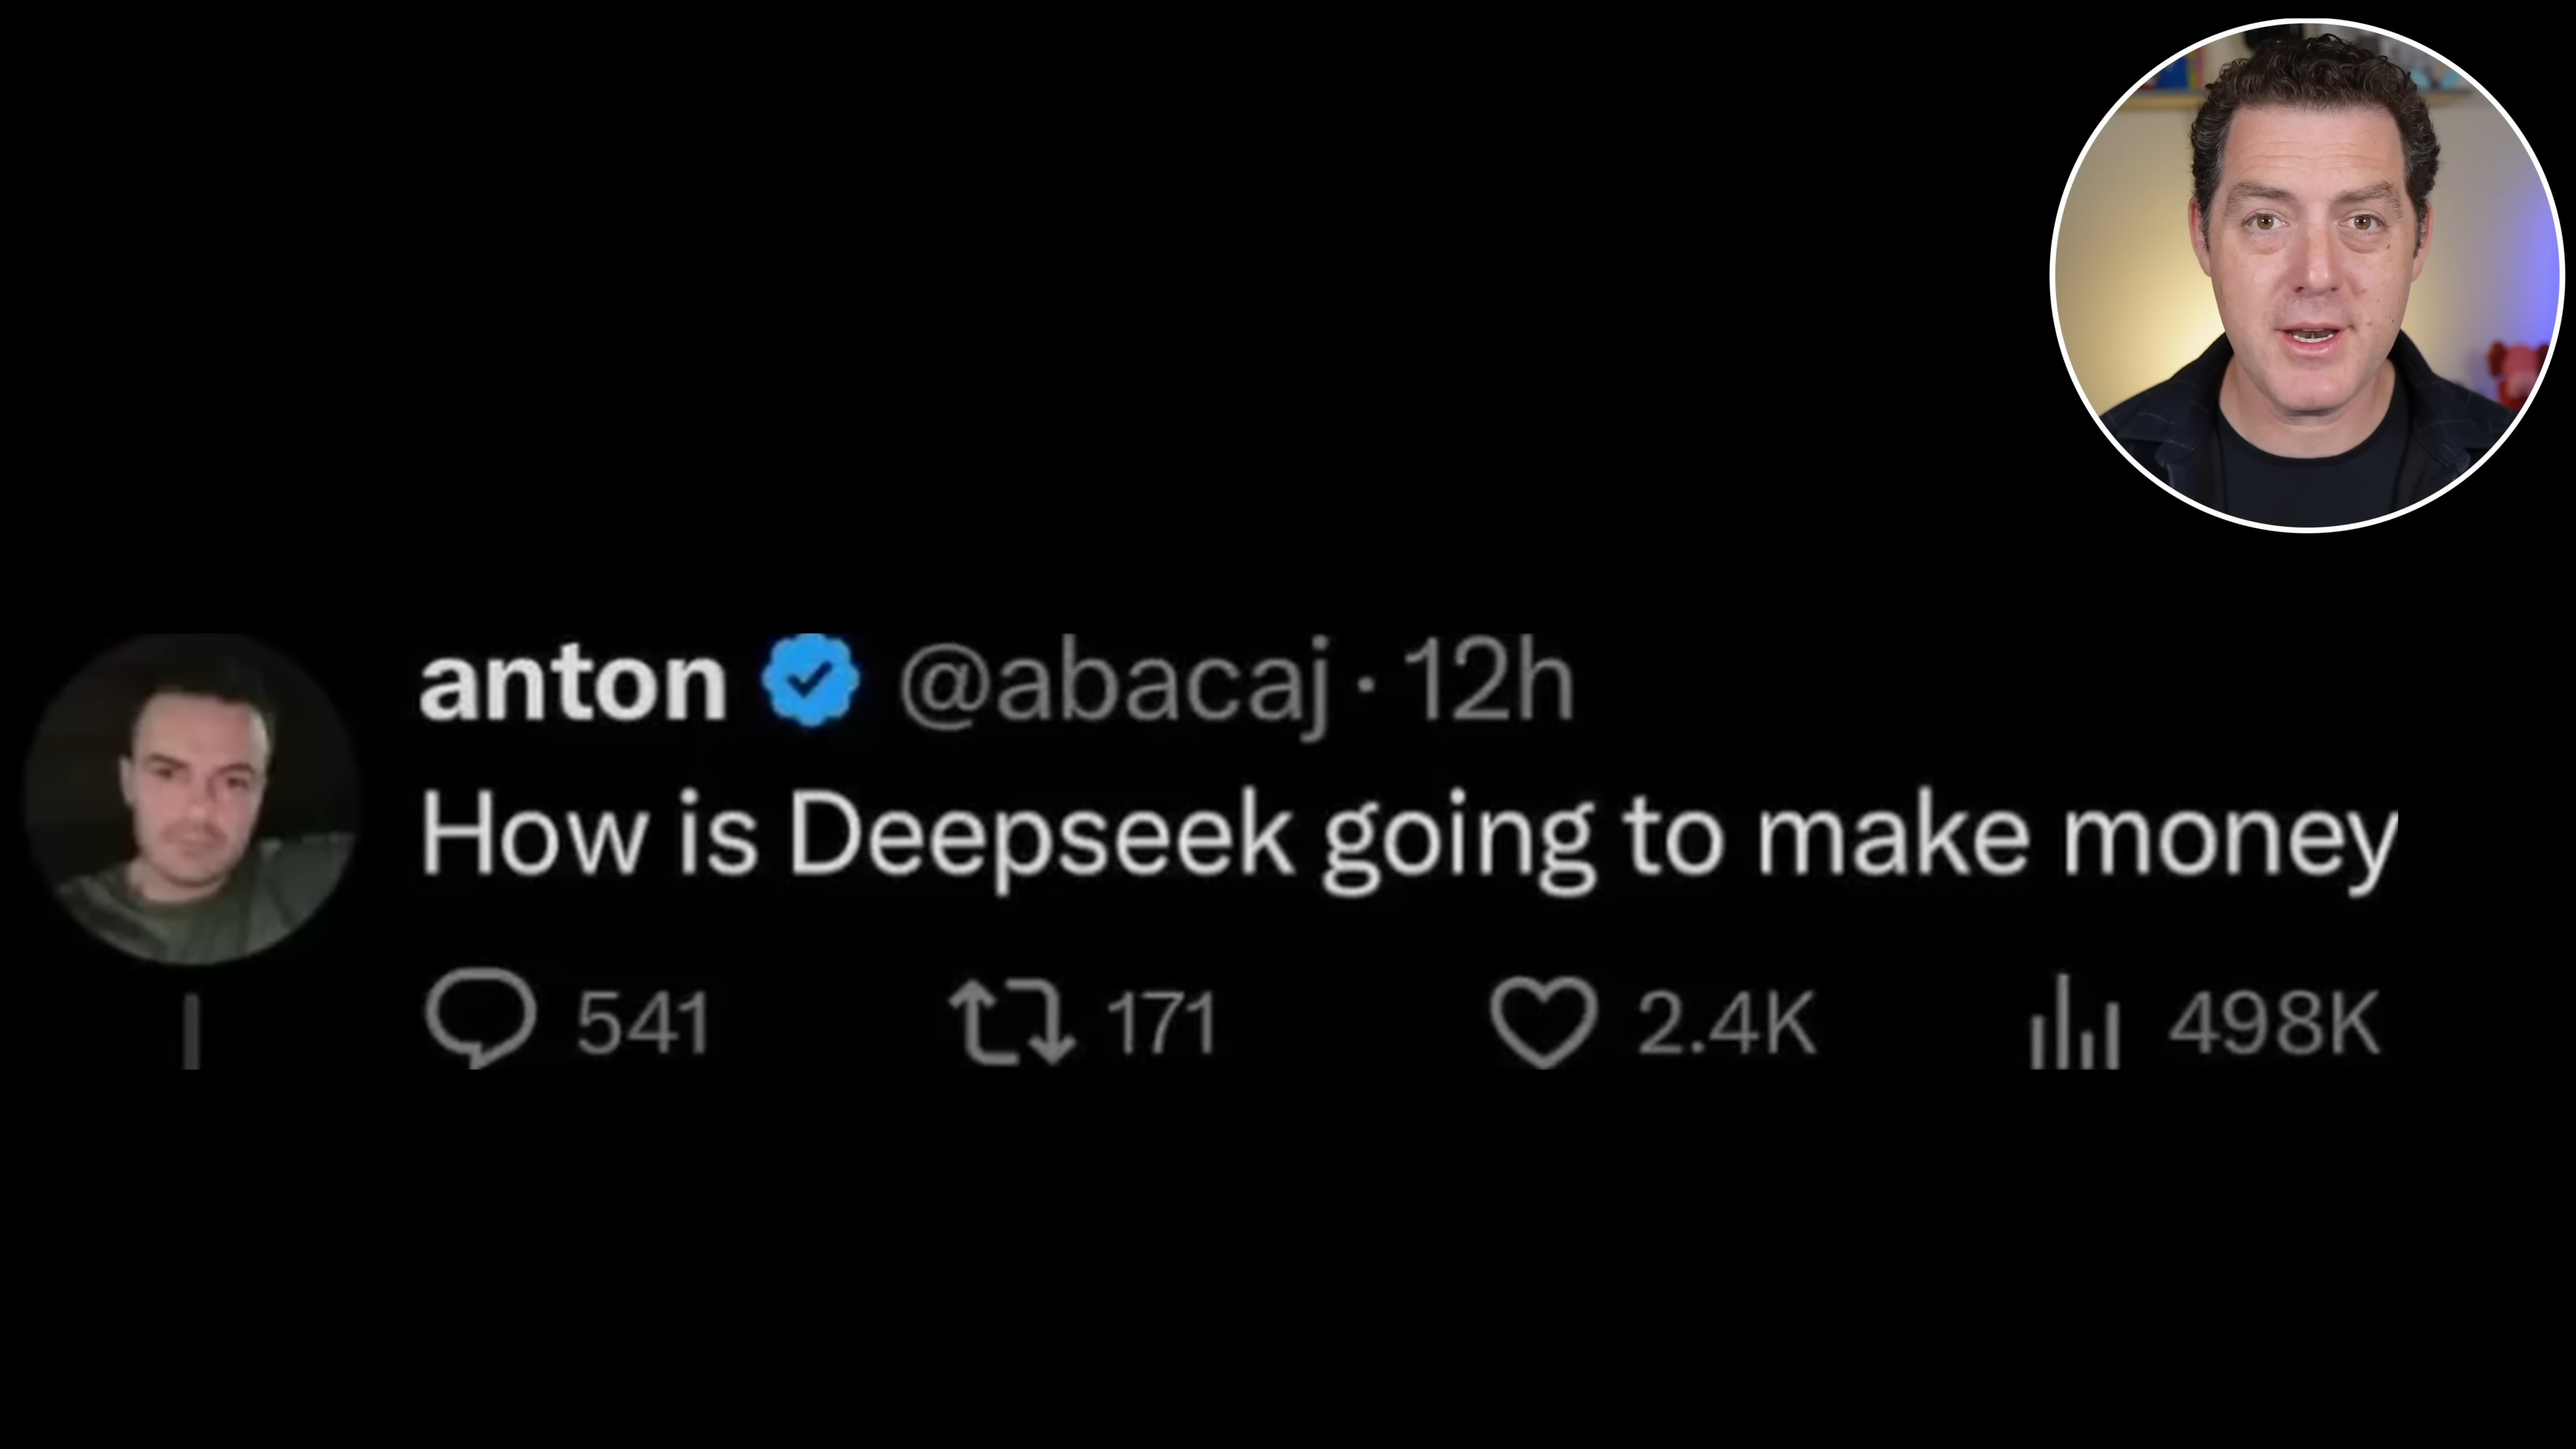 anton @abacaj · 12h
How is Deepseek going to make money
541 171 2.4K 498K